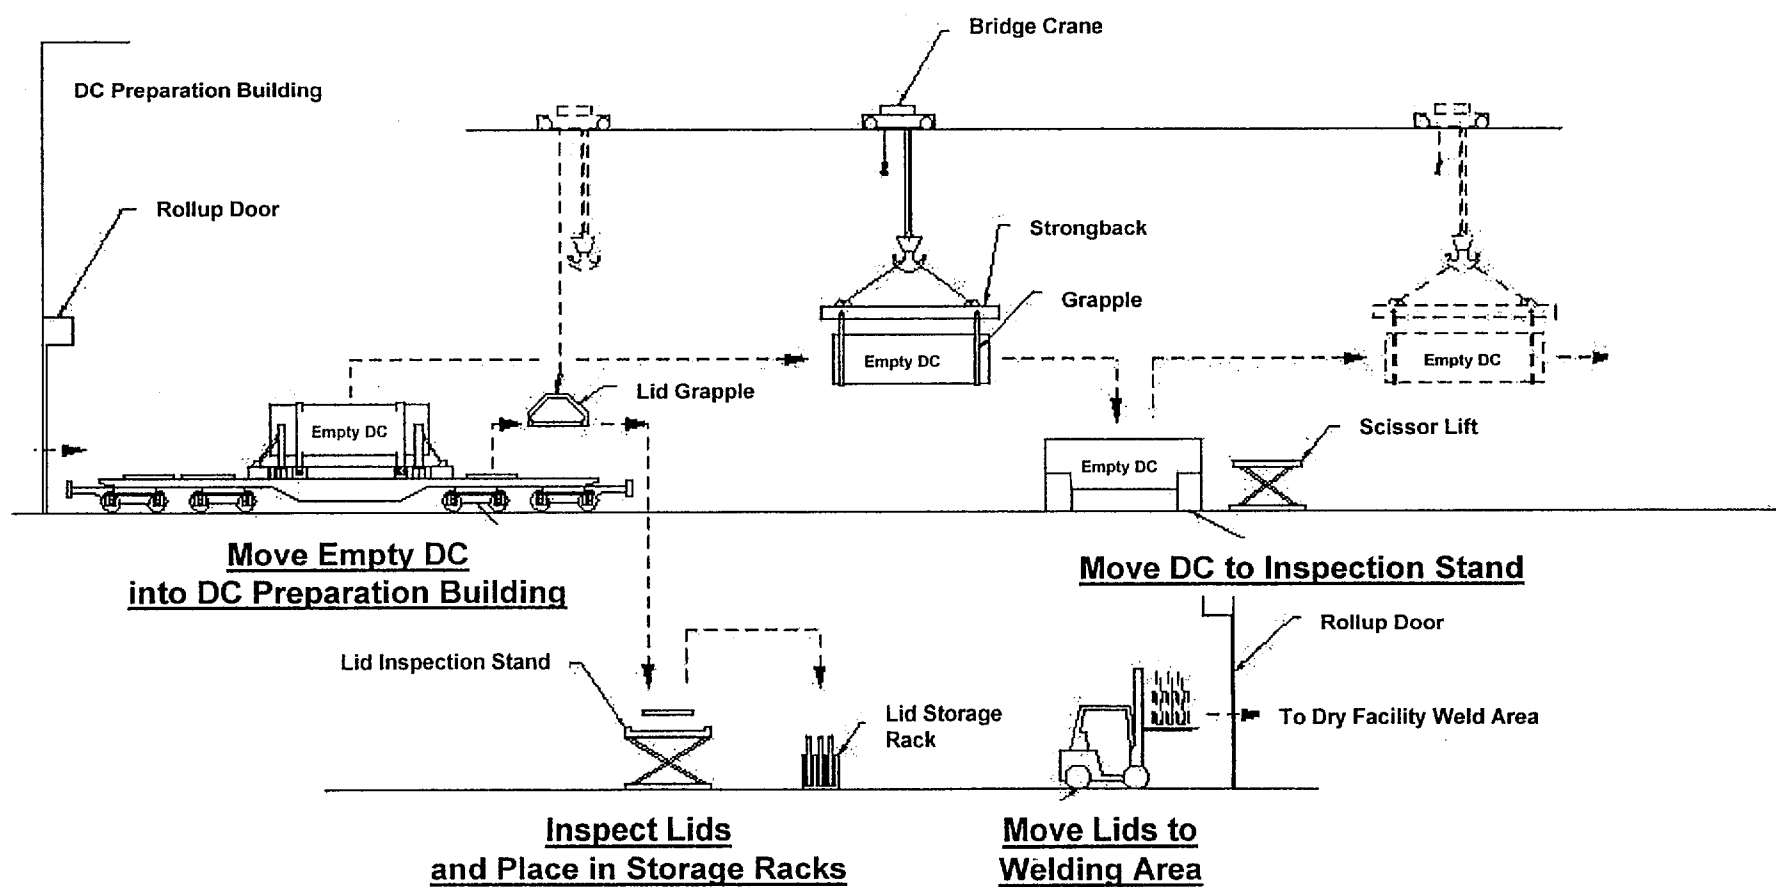 Bridge Crane
DC Preparation Building
Rollup Door
Strongback
Grapple
Empty DC
Empty DC
Lid Grapple
Empty DC
Scissor Lift
Empty DC
Move Empty DC
into DC Preparation Building
Move DC to Inspection Stand
Rollup Door
Lid Inspection Stand
Lid Storage
Rack
To Dry Facility Weld Area
Inspect Lids
and Place in Storage Racks
Move Lids to
Welding Area